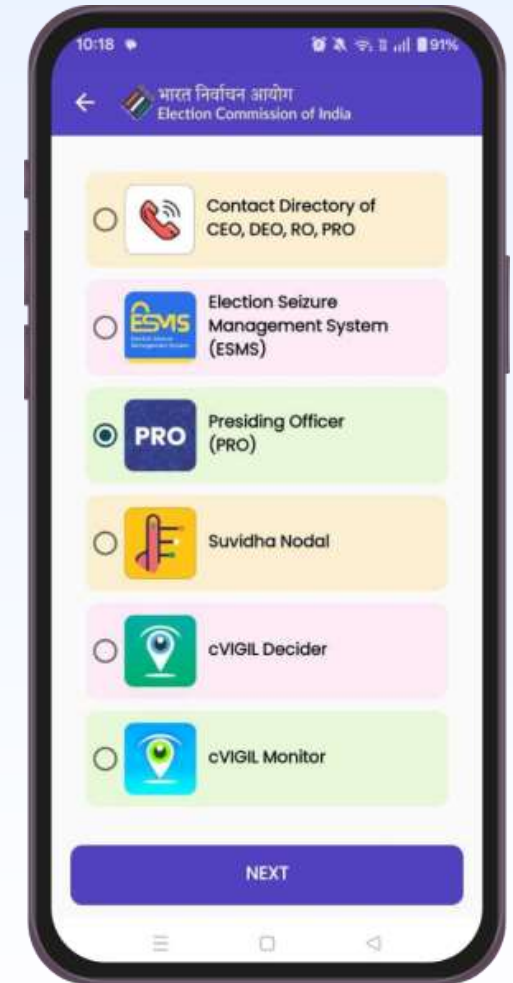 10:18
91%
भारत निर्वाचन आयोग
Election Commission of India
Contact Directory of
CEO, DEO, RO, PRO
ESMS
Election Seizure
Management System
(ESMS)
PRO
Presiding Officer
(PRO)
Suvidha Nodal
cVIGIL Decider
cVIGIL Monitor
NEXT